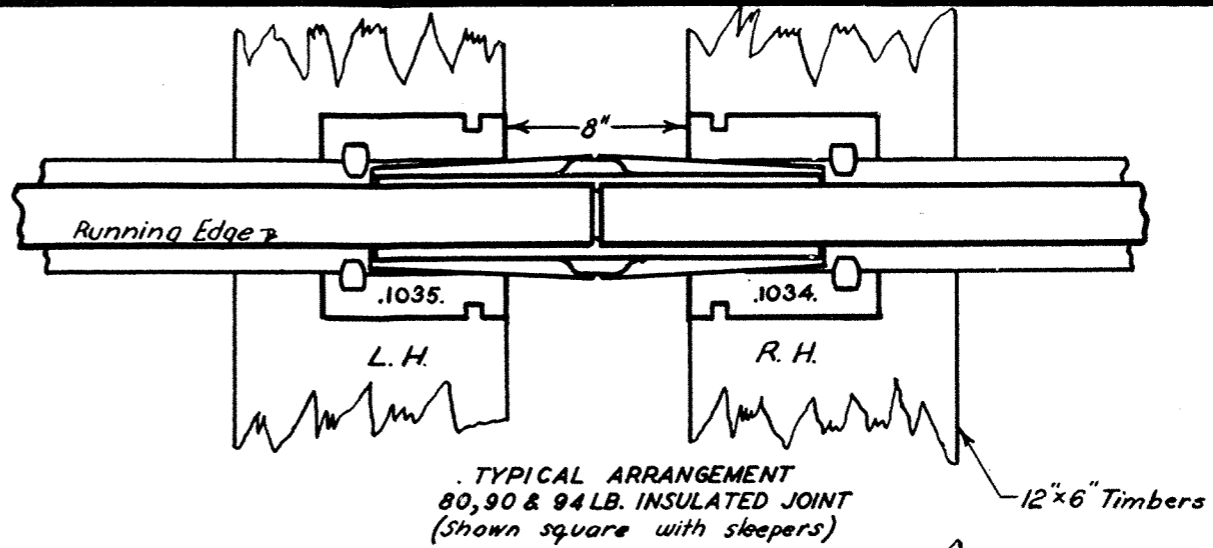 8"
Running Edge
.1035. .1034.
L. H. R. H.
. TYPICAL ARRANGEMENT
80, 90 & 94 LB. INSULATED JOINT
(Shown square with sleepers)
12"x6" Timbers